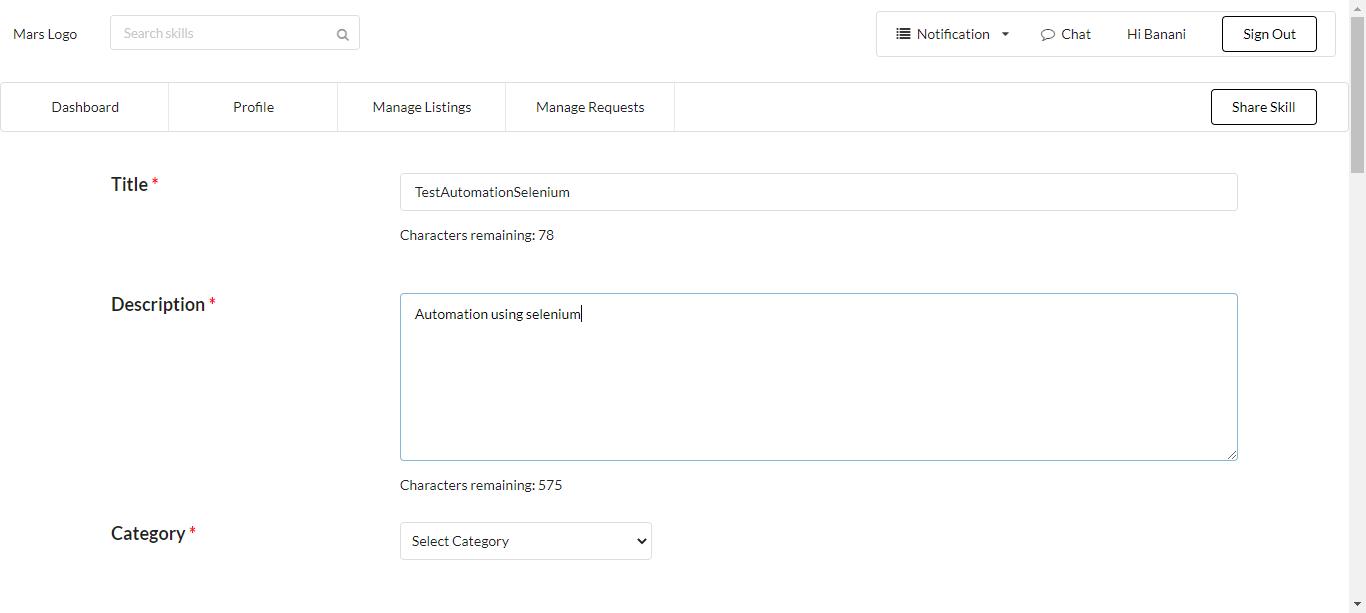 Mars Logo
Search skills
Notification
Chat
Hi Banani
Sign Out
Dashboard
Profile
Manage Listings
Manage Requests
Share Skill
Title *
TestAutomationSelenium
Characters remaining: 78
Description *
Automation using selenium
Characters remaining: 575
Category *
Select Category